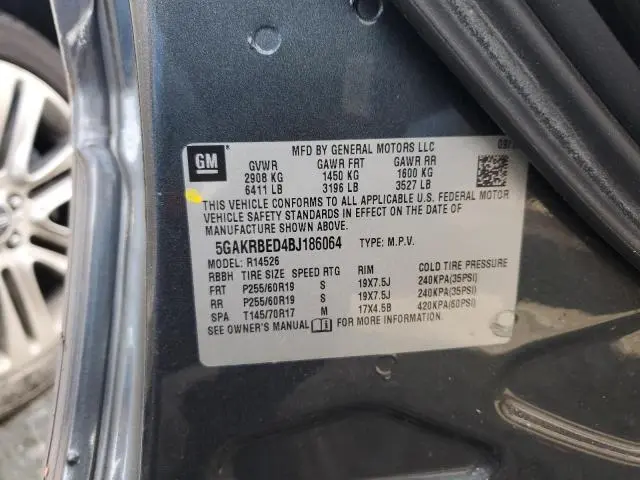 MFD BY GENERAL MOTORS LLC
GM GVWR GAWR FRT GAWR RR
2908 KG 1450 KG 1600 KG
6411 LB 3196 LB 3527 LB
THIS VEHICLE CONFORMS TO ALL APPLICABLE U.S. FEDERAL MOTOR
VEHICLE SAFETY STANDARDS IN EFFECT ON THE DATE OF
MANUFACTURE SHOWN ABOVE.
5GAKRBED4BJ186064 TYPE: M.P.V.
MODEL: R14526
RBBH TIRE SIZE SPEED RTG RIM COLD TIRE PRESSURE
FRT P255/60R19 S 19X7.5J 240KPA(35PSI)
RR P255/60R19 S 19X7.5J 240KPA(35PSI)
SPA T145/70R17 M 17X4.5B 420KPA(60PSI)
SEE OWNER'S MANUAL FOR MORE INFORMATION.